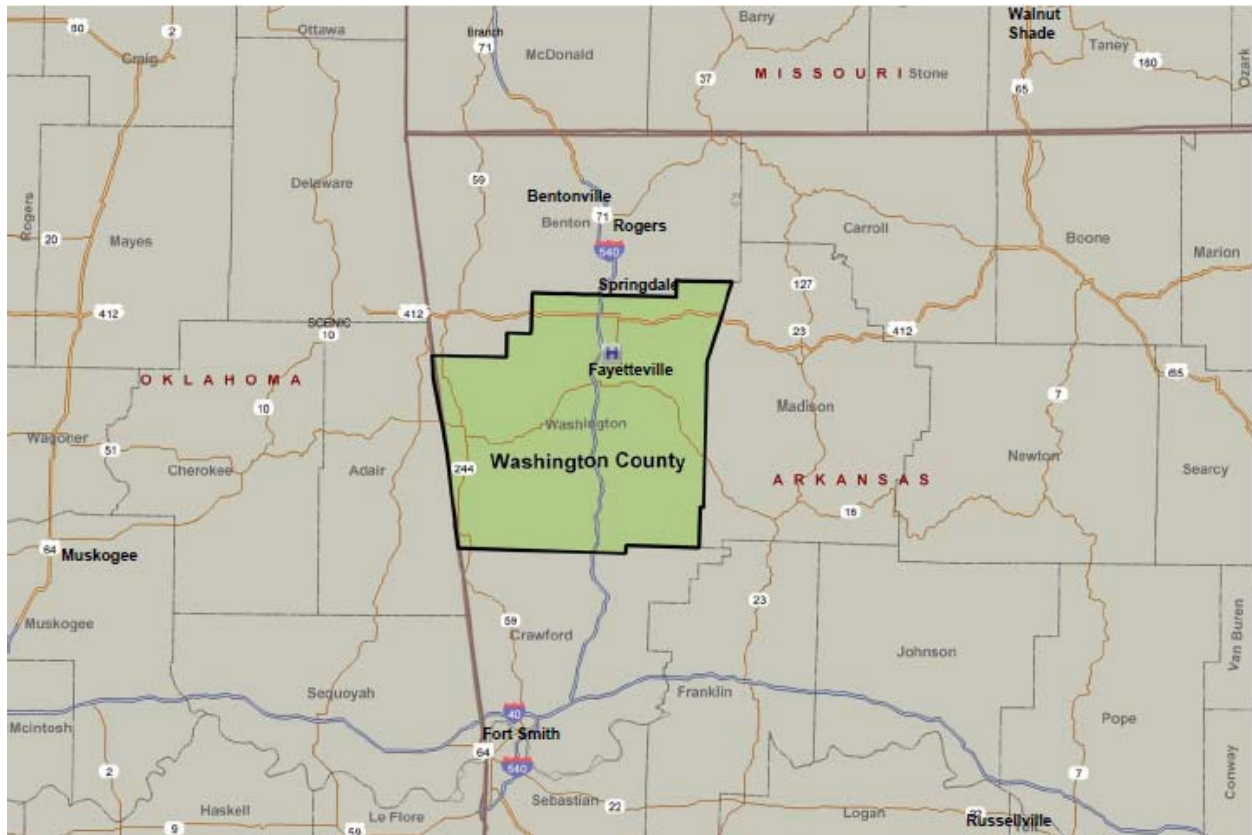 Ottawa
Barry
Walnut
Shade
60
2
Branch
71
McDonald
Taney
Craig
37
MISSOURI
Stone
160
65
Ozark
Delaware
59
Bentonville
Rogers
Benton
71
Rogers
Carroll
20
Mayes
540
Boone
Marion
Springdale
127
412
412
SCENIC
10
23
412
H
Fayetteville
65
OKLAHOMA
10
Madison
7
Washington
Wagoner
51
Cherokee
Adair
244
Washington County
ARKANSAS
Newton
Searcy
16
64
Muskogee
23
59
Muskogee
Crawford
Johnson
Van Buren
Sequoyah
Franklin
40
Mcintosh
Fort Smith
Pope
64
540
2
7
Conway
Haskell
Sebastian
22
Logan
Le Flore
9
59
Russellville